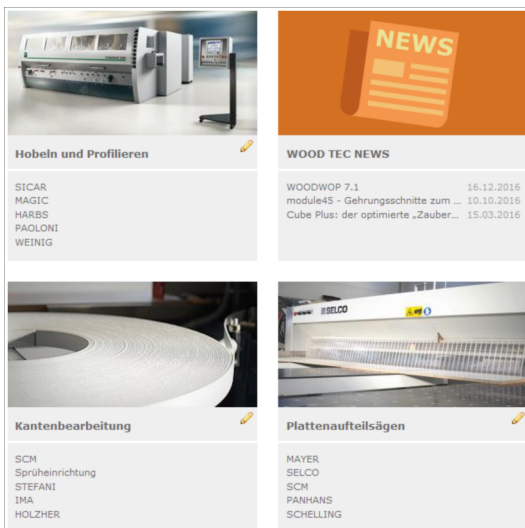 Hobeln und Profilieren
SICAR
MAGIC
HARBS
PAOLONI
WEINIG
NEWS
WOOD TEC NEWS
WOODWOP 7.1 16.12.2016
module45 - Gehrungsschnitte zum ... 10.10.2016
Cube Plus: der optimierte „Zauber... 15.03.2016
Kantenbearbeitung
SCM
Sprüheinrichtung
STEFANI
IMA
HOLZHER
SELCO
Plattenaufteilsägen
MAYER
SELCO
SCM
PANHANS
SCHELLING